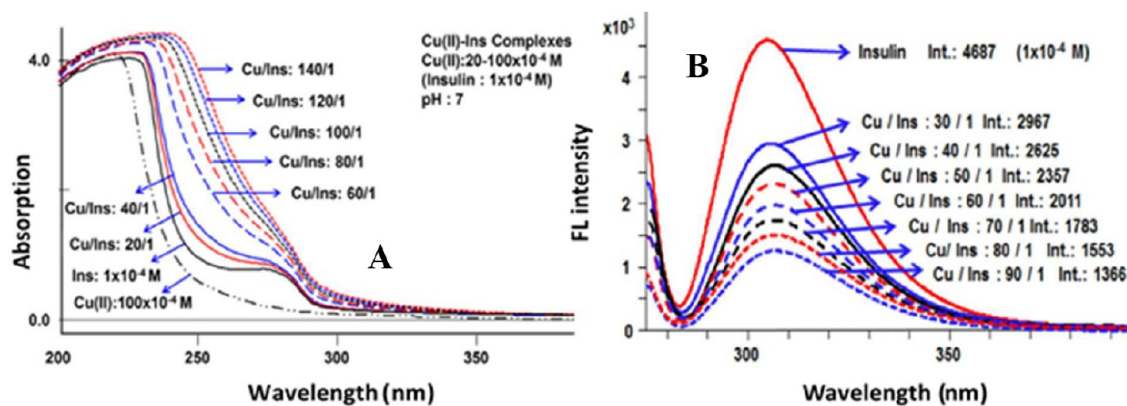 4.0
0.0
Absorption
200
250
300
350
Wavelength (nm)
Cu/Ins: 140/1
Cu/Ins: 120/1
Cu/Ins: 100/1
Cu/Ins: 80/1
Cu/Ins: 60/1
Cu/Ins: 40/1
Cu/Ins: 20/1
Ins: 1x10⁻⁴ M
Cu(II):100x10⁻⁴ M
Cu(II)-Ins Complexes
Cu(II):20-100x10⁻⁴ M
(Insulin : 1x10⁻⁴ M)
pH : 7
A
x10³
4
3
2
1
0
FL intensity
300
350
Wavelength (nm)
B
Insulin Int.: 4687 (1x10⁻⁴ M)
Cu / Ins : 30 / 1 Int.: 2967
Cu / Ins : 40 / 1 Int.: 2625
Cu / Ins : 50 / 1 Int.: 2357
Cu / Ins : 60 / 1 Int.: 2011
Cu / Ins : 70 / 1 Int.: 1783
Cu/ Ins : 80 / 1 Int.: 1553
Cu / Ins : 90 / 1 Int.: 1366